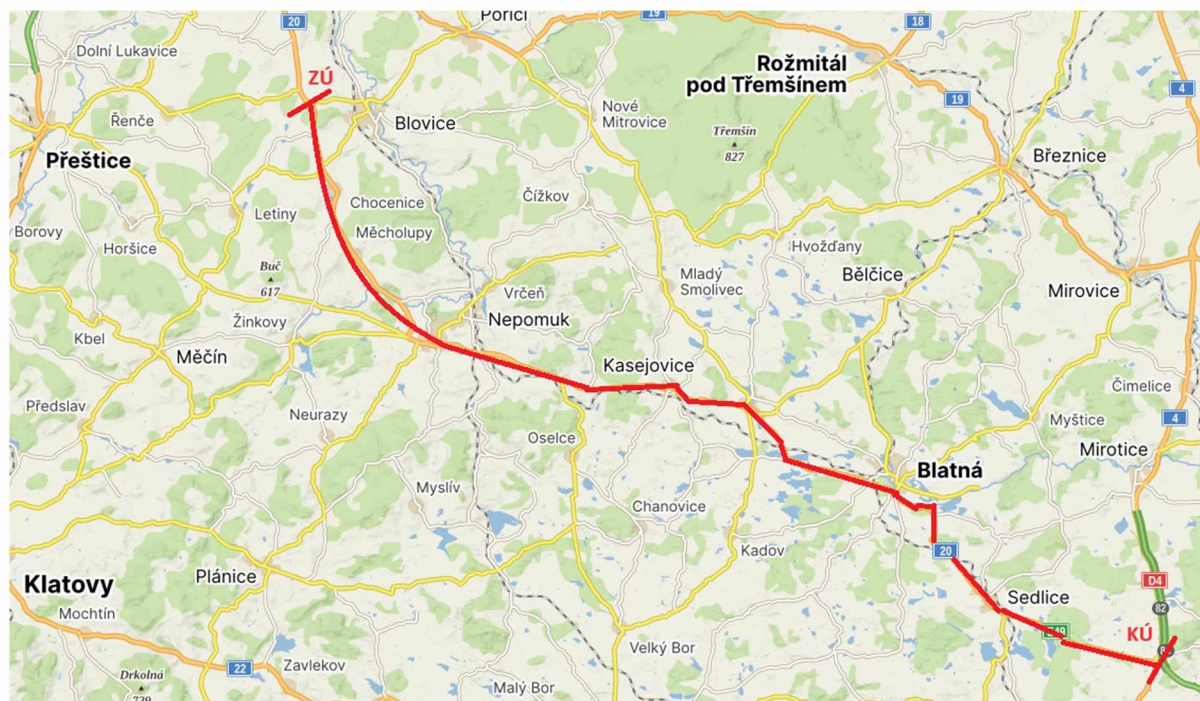 Poříčí
20
19
18
Dolní Lukavice
ZÚ
Rožmitál
pod Třemšínem
4
19
Řenče
Blovice
Nové
Mitrovice
Třemšín
827
Březnice
Přeštice
Čížkov
Letiny
Chocenice
Borovy
Měcholupy
Horšice
Hvožďany
Buč
617
Mladý
Smolivec
Bělčice
Vrčeň
Mirovice
Žinkovy
Nepomuk
Kbel
Měčín
Kasejovice
Čimelice
Předslav
Neurazy
4
Myštice
Oselce
Mirotice
Blatná
Myslív
Chanovice
Kadov
20
Klatovy
Plánice
D4
Mochtín
Sedlice
82
KÚ
Velký Bor
Zavlekov
22
Drkolná
729
Malý Bor